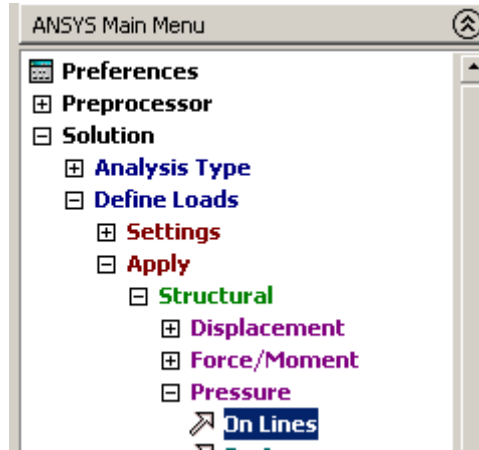 ANSYS Main Menu
Preferences
Preprocessor
Solution
Analysis Type
Define Loads
Settings
Apply
Structural
Displacement
Force/Moment
Pressure
On Lines